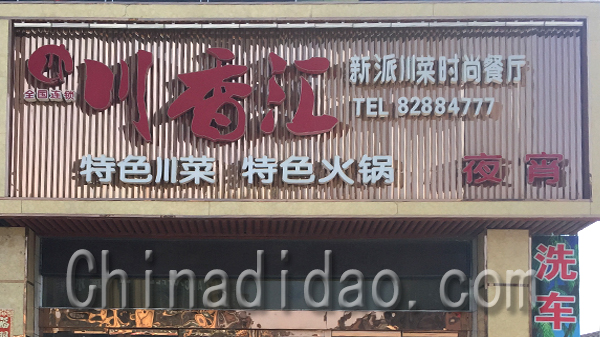 川香汇
全国连锁
新派川菜时尚餐厅
TEL 82884777
特色川菜 特色火锅 夜宵
洗车
Chinadidao.com